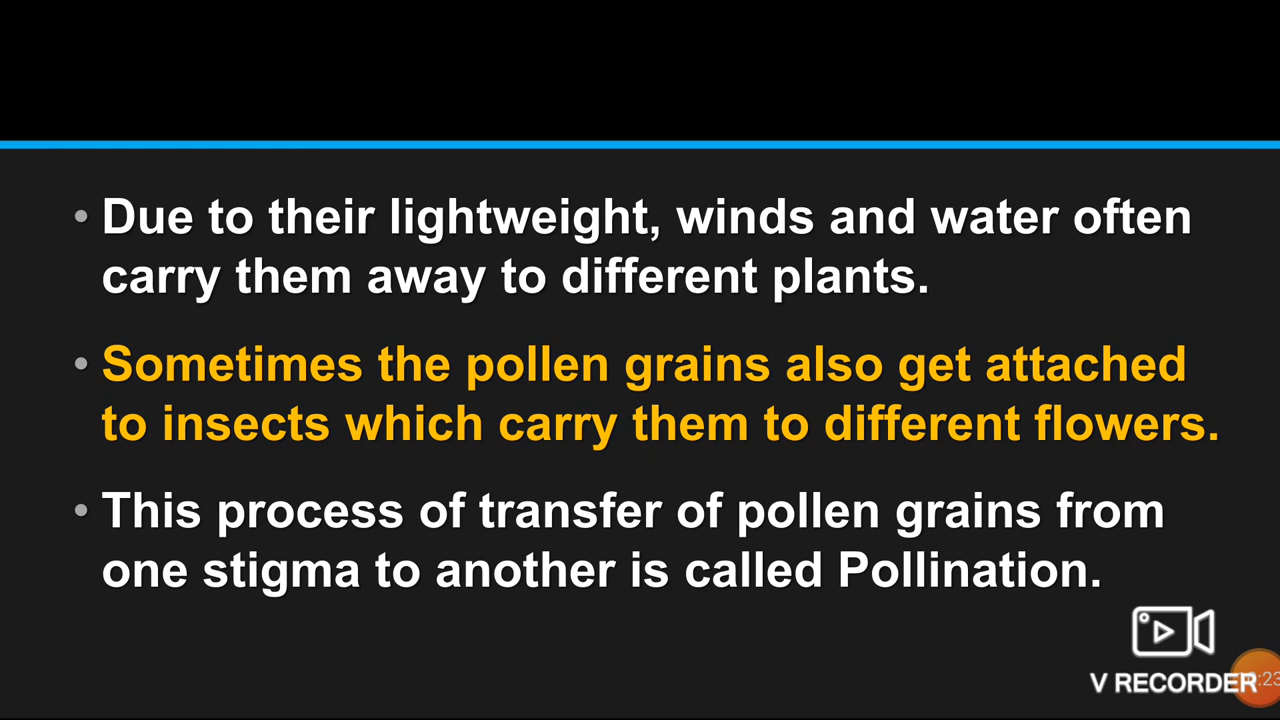 • Due to their lightweight, winds and water often
carry them away to different plants.
• Sometimes the pollen grains also get attached
to insects which carry them to different flowers.
• This process of transfer of pollen grains from
one stigma to another is called Pollination.
V RECORDER
:23